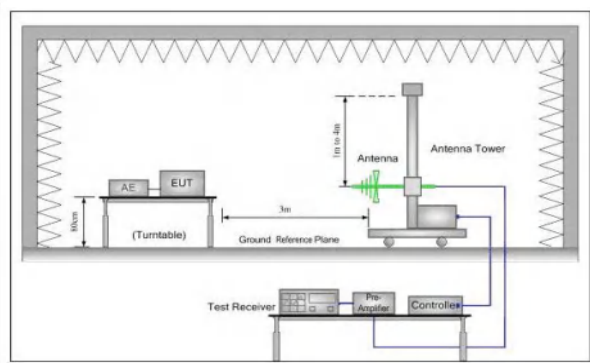 1m to 4m
Antenna
Antenna Tower
AE
EUT
80cm
(Turntable)
3m
Ground Reference Plane
Test Receiver
Pre-
Amplifier
Controller